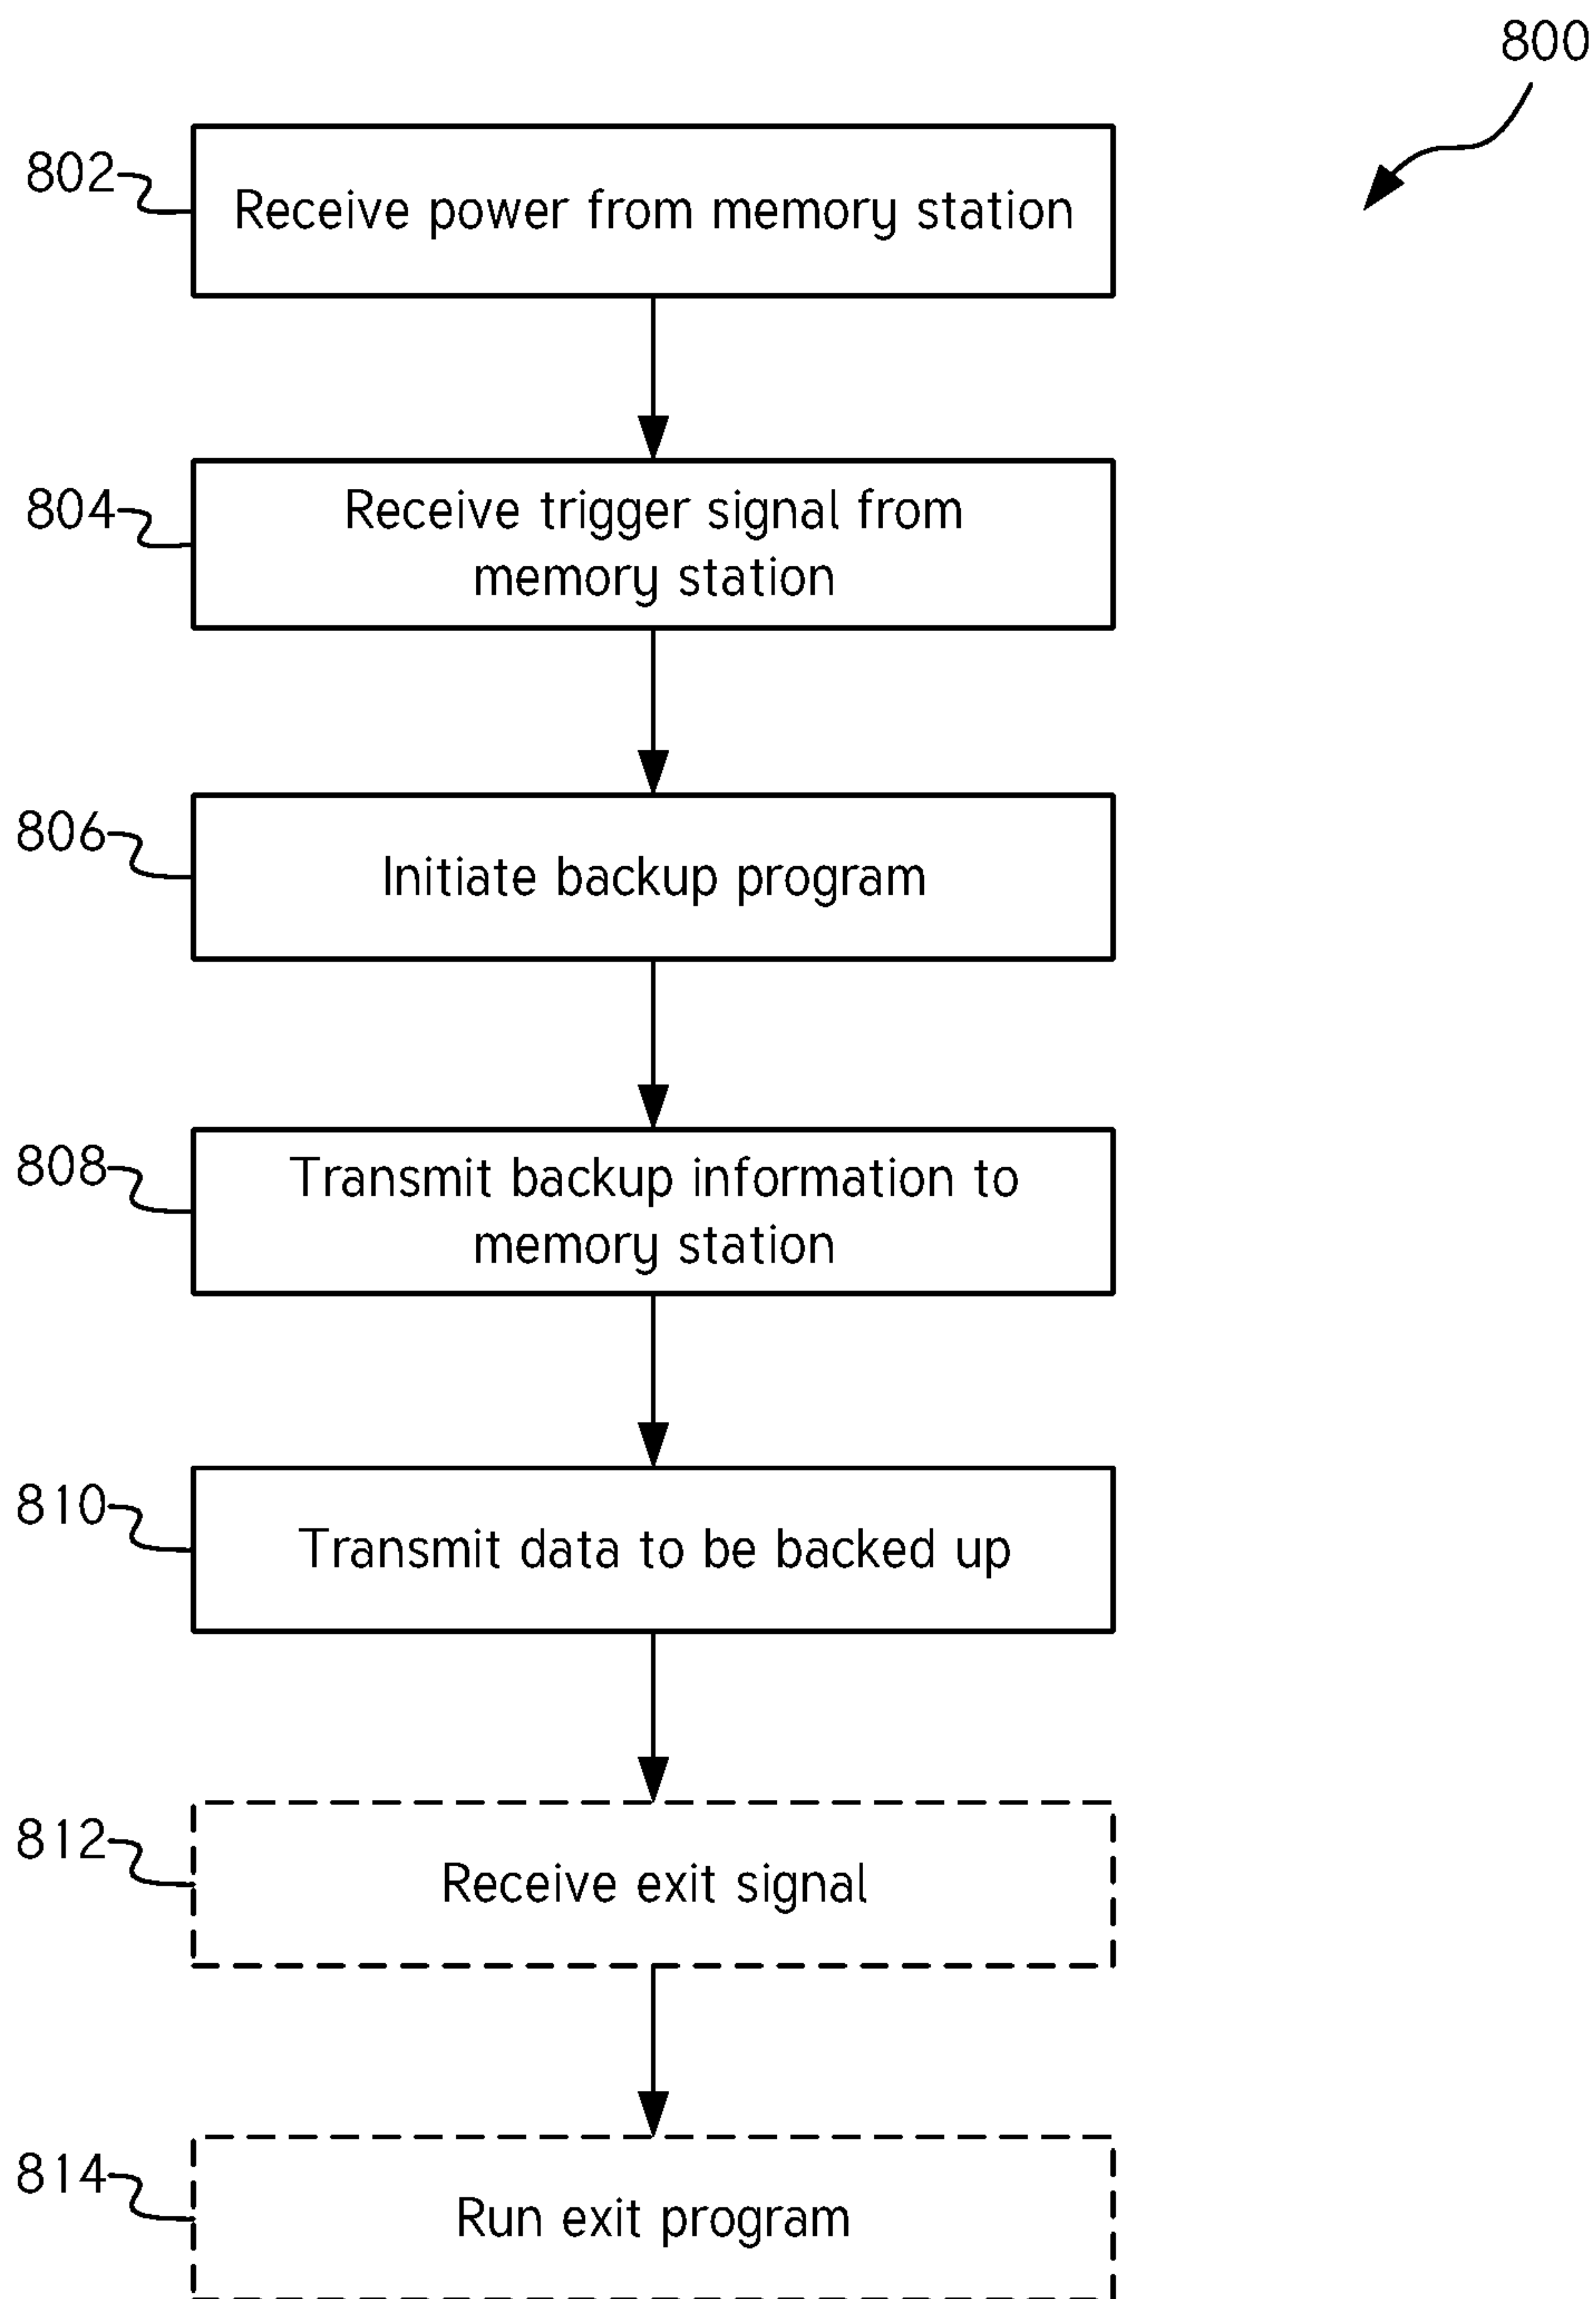 800
802
Receive power from memory station
804
Receive trigger signal from
memory station
806
Initiate backup program
808
Transmit backup information to
memory station
810
Transmit data to be backed up
812
Receive exit signal
814
Run exit program